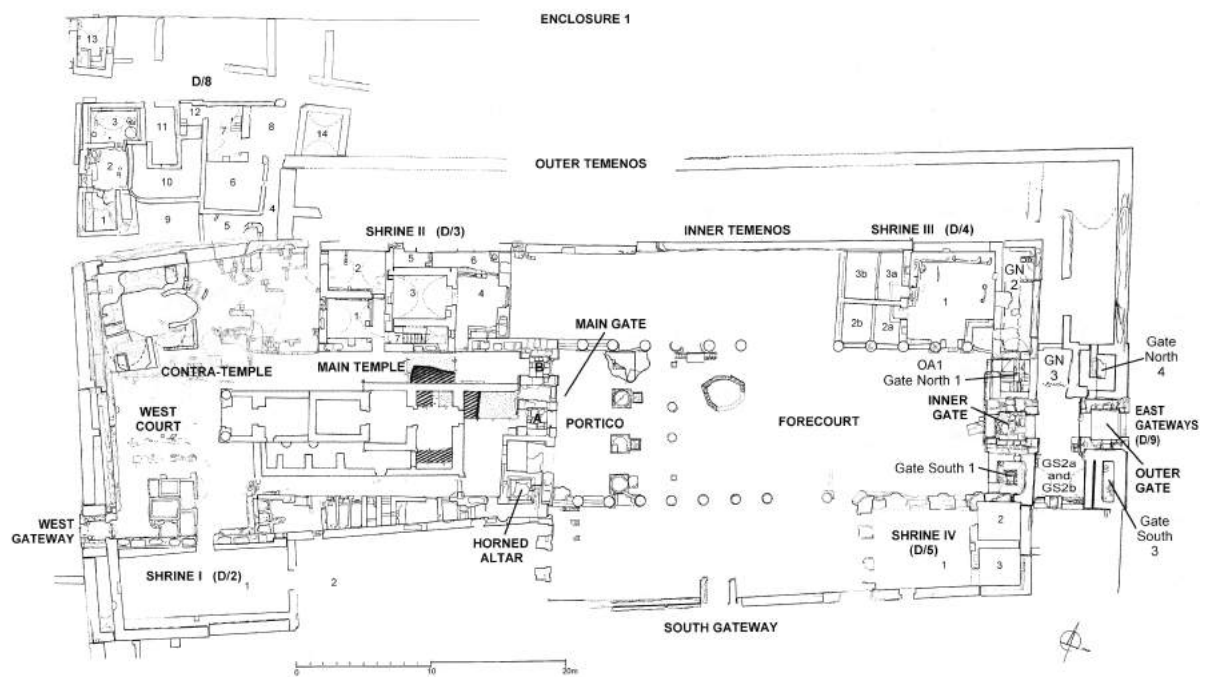 ENCLOSURE 1
13
D/8
3
11
12
7
8
14
2
10
6
1
9
5
4
OUTER TEMENOS
SHRINE II (D/3)
INNER TEMENOS
SHRINE III (D/4)
2
5
6
3
4
1
7
3b
3a
1
2b
2a
GN
2
MAIN GATE
CONTRA-TEMPLE
MAIN TEMPLE
B
A
OA1
Gate North 1
GN
3
Gate
North
4
INNER
GATE
WEST
COURT
PORTICO
FORECOURT
EAST
GATEWAYS
(D/9)
Gate South 1
GS2a
and
GS2b
OUTER
GATE
WEST
GATEWAY
HORNED
ALTAR
SHRINE IV
(D/5)
1
2
3
Gate
South
3
SHRINE I (D/2)
1
2
SOUTH GATEWAY
0
10
20m